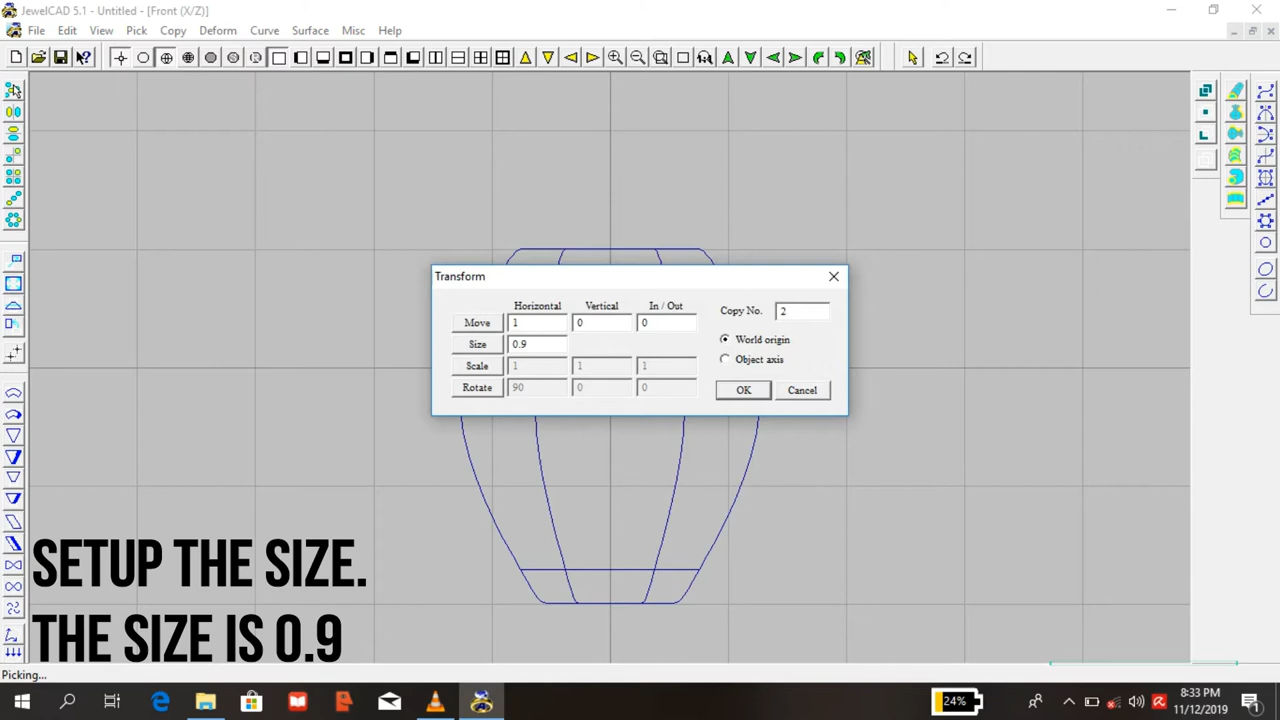 JewelCAD 5.1 - Untitled - [Front (X/Z)]
File Edit View Pick Copy Deform Curve Surface Misc Help
Transform
Horizontal Vertical In / Out
Copy No. 2
Move 1 0 0
World origin
Size 0.9
Object axis
Scale 1 1 1
Rotate 90 0 0
OK Cancel
SETUP THE SIZE.
THE SIZE IS 0.9
Picking...
24%
8:33 PM
11/12/2019
1